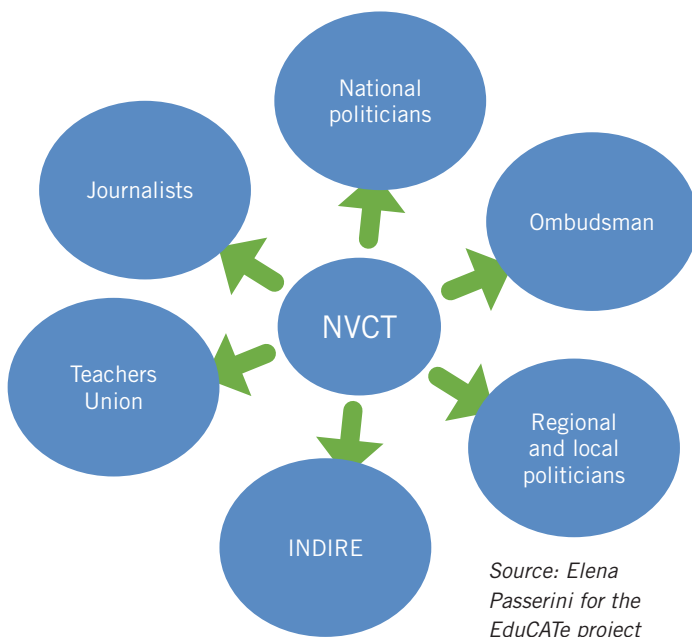 National
politicians
Journalists
Ombudsman
NVCT
Teachers
Union
Regional
and local
politicians
INDIRE
Source: Elena
Passerini for the
EduCATe project